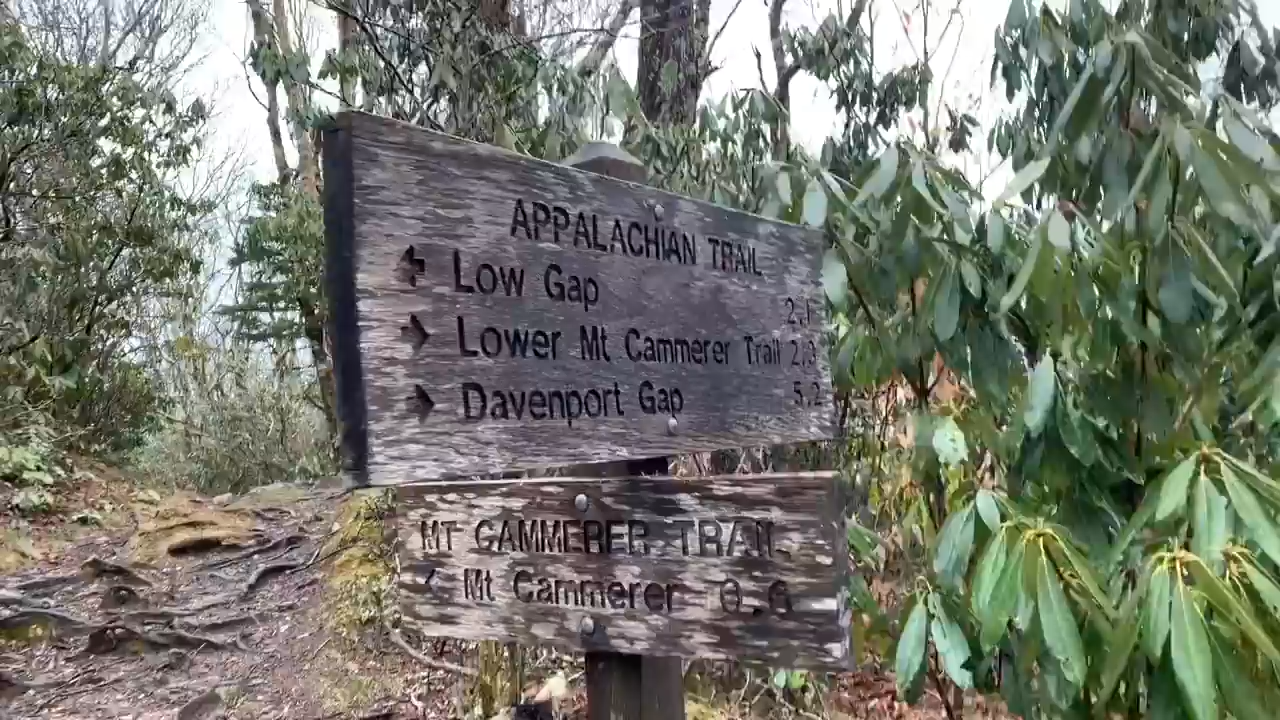 APPALACHIAN TRAIL
Low Gap 2.1
Lower Mt Cammerer Trail 2.3
Davenport Gap 5.2
MT CAMMERER TRAIL
Mt Cammerer 0.6